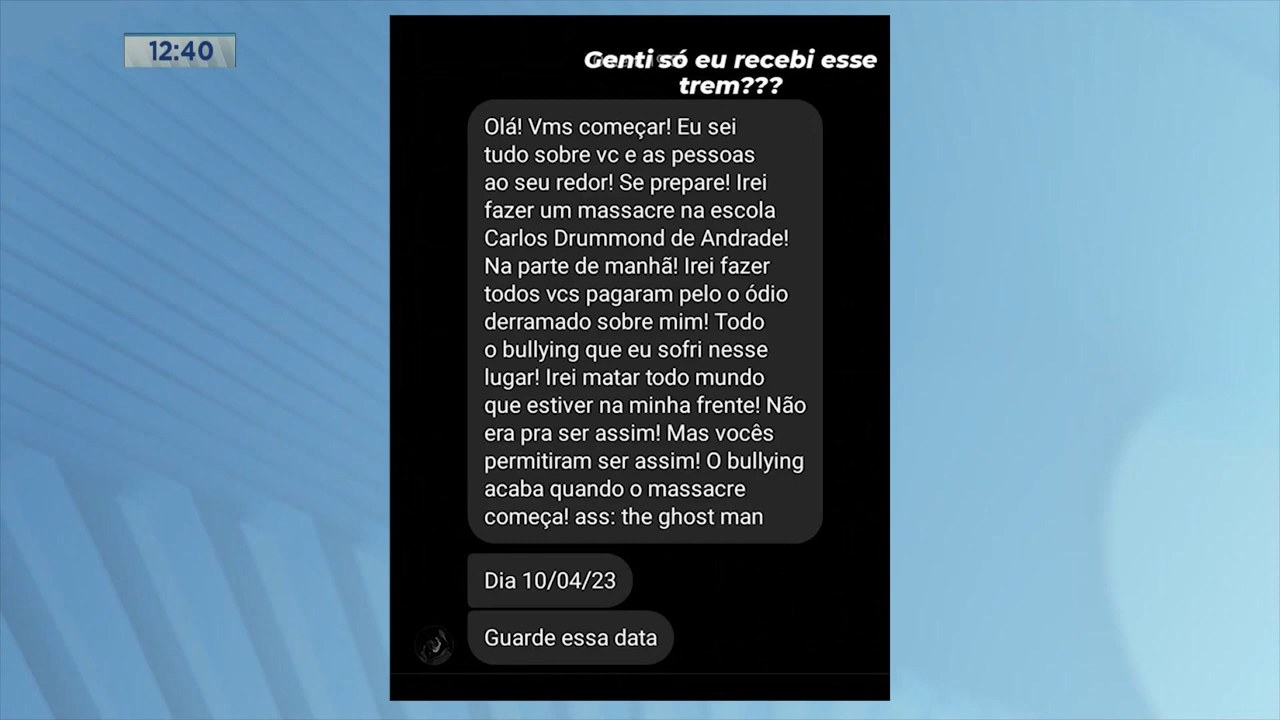 12:40
Genti só eu recebi esse
trem???
Olá! Vms começar! Eu sei
tudo sobre vc e as pessoas
ao seu redor! Se prepare! Irei
fazer um massacre na escola
Carlos Drummond de Andrade!
Na parte de manhã! Irei fazer
todos vcs pagaram pelo o ódio
derramado sobre mim! Todo
o bullying que eu sofri nesse
lugar! Irei matar todo mundo
que estiver na minha frente! Não
era pra ser assim! Mas vocês
permitiram ser assim! O bullying
acaba quando o massacre
começa! ass: the ghost man
Dia 10/04/23
Guarde essa data